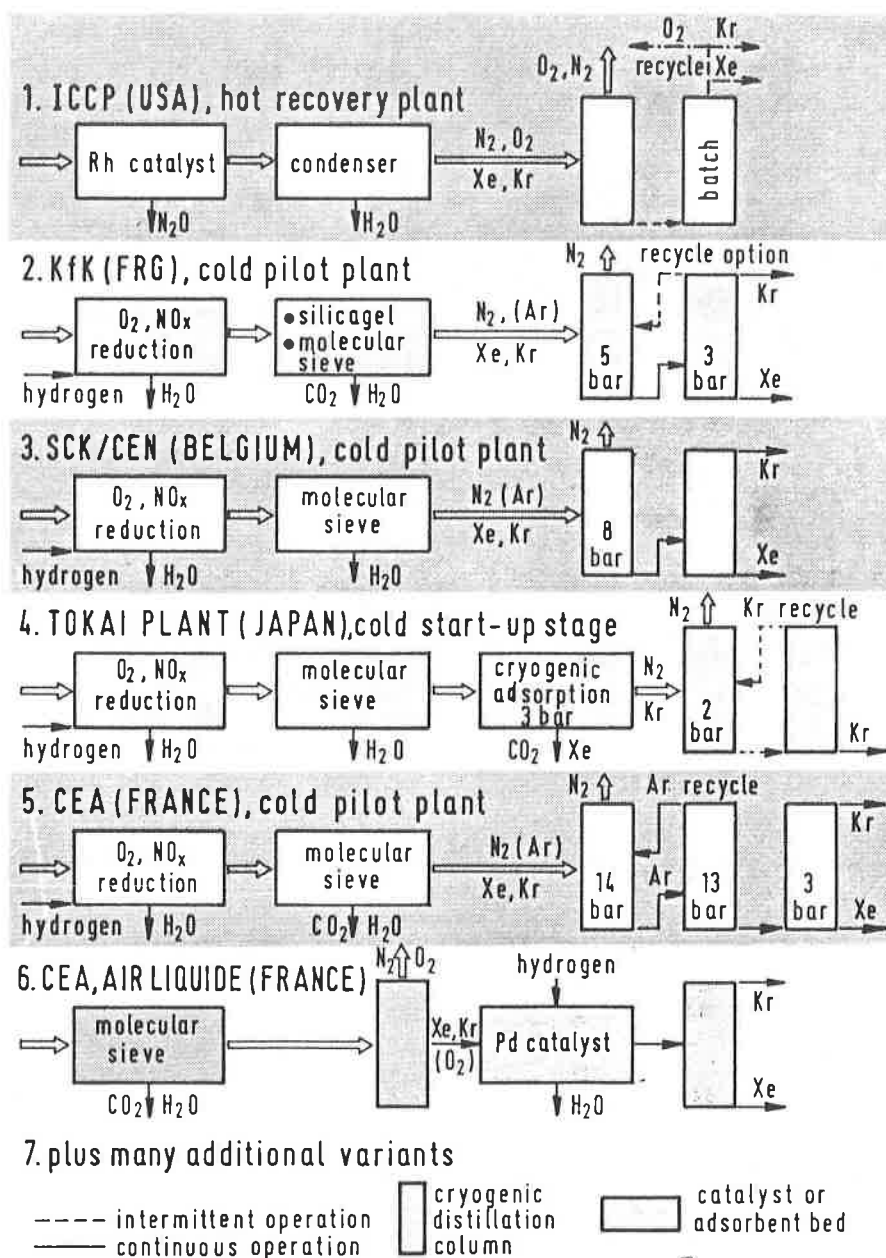 1. ICCP (USA), hot recovery plant
Rh catalyst
N₂O
condenser
H₂O
N₂, O₂
Xe, Kr
O₂, N₂
O₂ Kr
recycle Xe
batch
2. KfK (FRG), cold pilot plant
O₂, NOx
reduction
hydrogen
H₂O
• silicagel
• molecular
sieve
CO₂ H₂O
N₂, (Ar)
Xe, Kr
N₂
recycle option
5
bar
3
bar
Kr
Xe
3. SCK/CEN (BELGIUM), cold pilot plant
O₂, NOx
reduction
hydrogen
H₂O
molecular
sieve
H₂O
N₂ (Ar)
Xe, Kr
N₂
8
bar
Kr
Xe
4. TOKAI PLANT (JAPAN), cold start-up stage
O₂, NOx
reduction
hydrogen
H₂O
molecular
sieve
H₂O
cryogenic
adsorption
3 bar
CO₂ Xe
N₂
Kr
N₂
Kr recycle
2
bar
Kr
5. CEA (FRANCE), cold pilot plant
O₂, NOx
reduction
hydrogen
H₂O
molecular
sieve
CO₂ H₂O
N₂ (Ar)
Xe, Kr
N₂
Ar recycle
14
bar
Ar
13
bar
3
bar
Kr
Xe
6. CEA, AIR LIQUIDE (FRANCE)
molecular
sieve
CO₂ H₂O
N₂ O₂
Xe, Kr
(O₂)
hydrogen
Pd catalyst
H₂O
Kr
Xe
7. plus many additional variants
intermittent operation
continuous operation
cryogenic
distillation
column
catalyst or
adsorbent bed